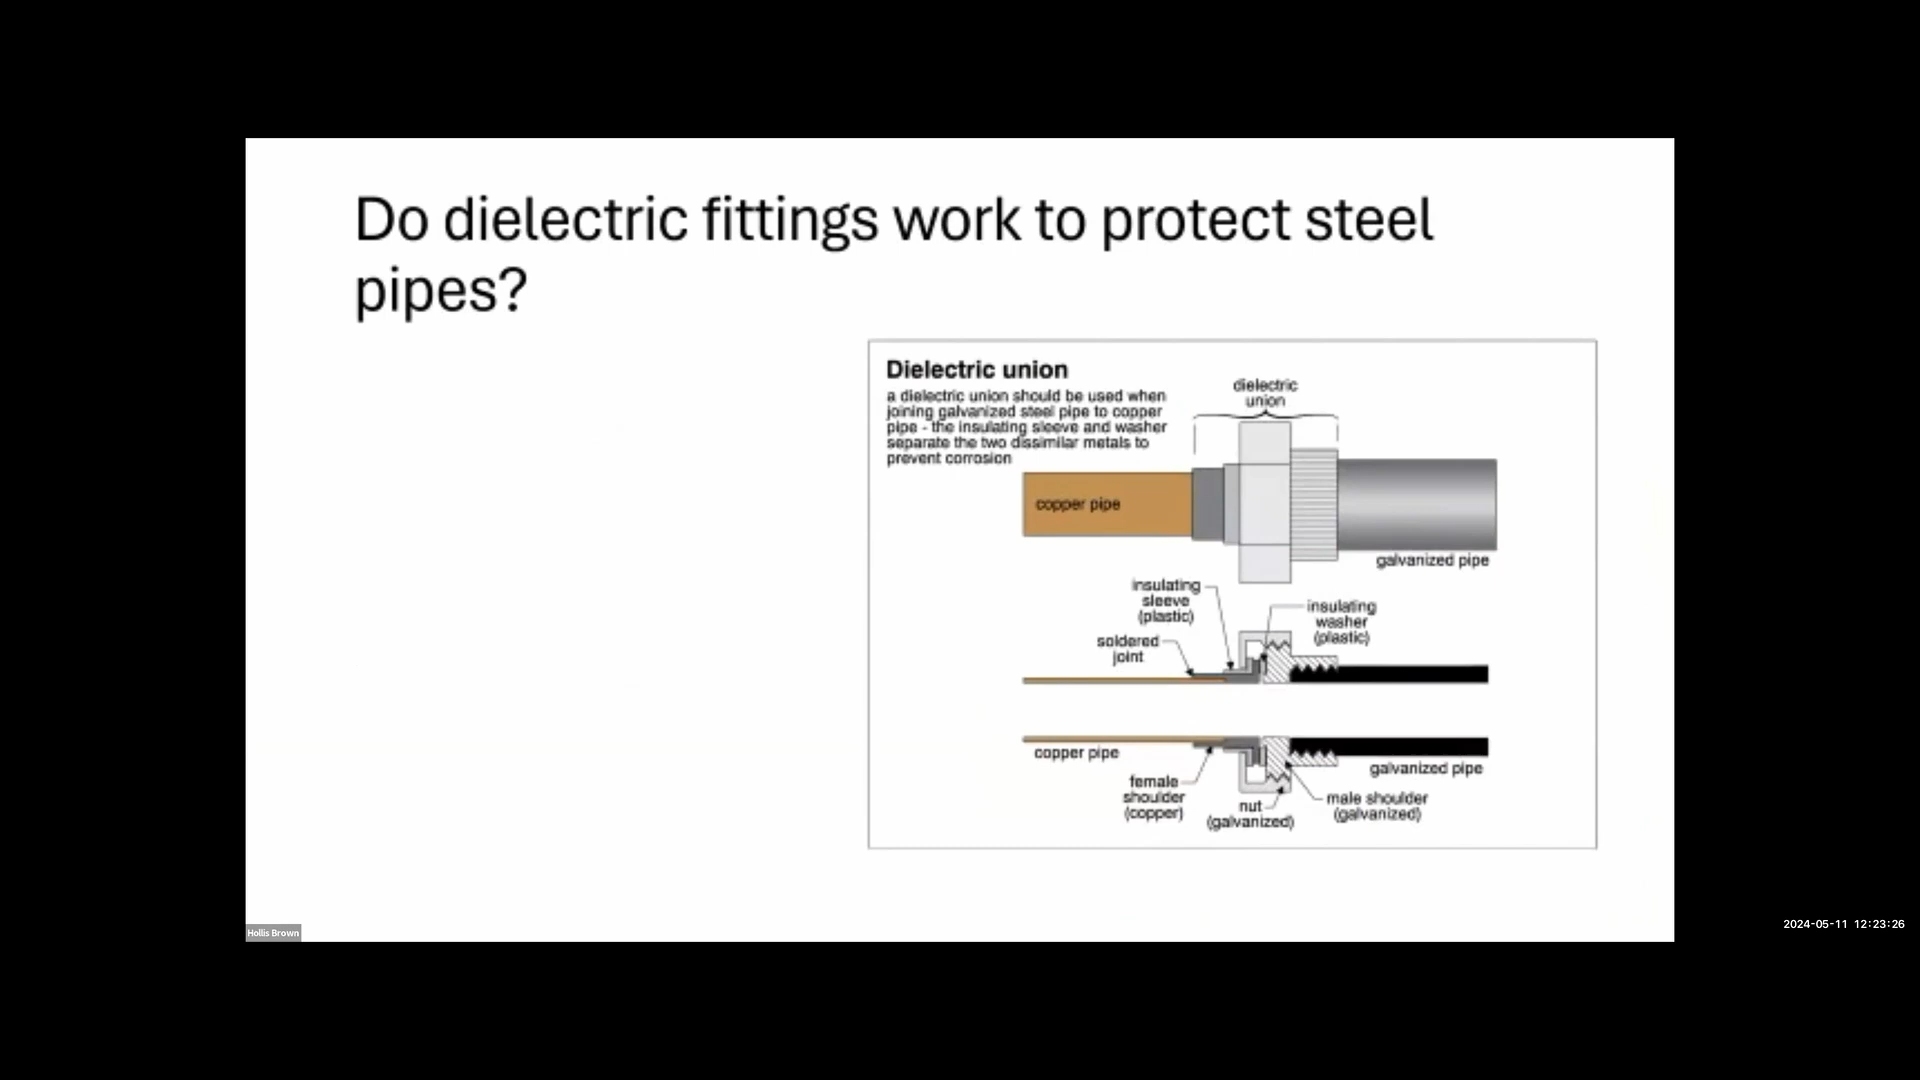 Do dielectric fittings work to protect steel
pipes?
Dielectric union
a dielectric union should be used when
joining galvanized steel pipe to copper
pipe - the insulating sleeve and washer
separate the two dissimilar metals to
prevent corrosion
dielectric
union
copper pipe
galvanized pipe
insulating
sleeve
(plastic)
insulating
washer
(plastic)
soldered
joint
copper pipe
galvanized pipe
female
shoulder
(copper)
nut
(galvanized)
male shoulder
(galvanized)
Hollis Brown
2024-05-11 12:23:26